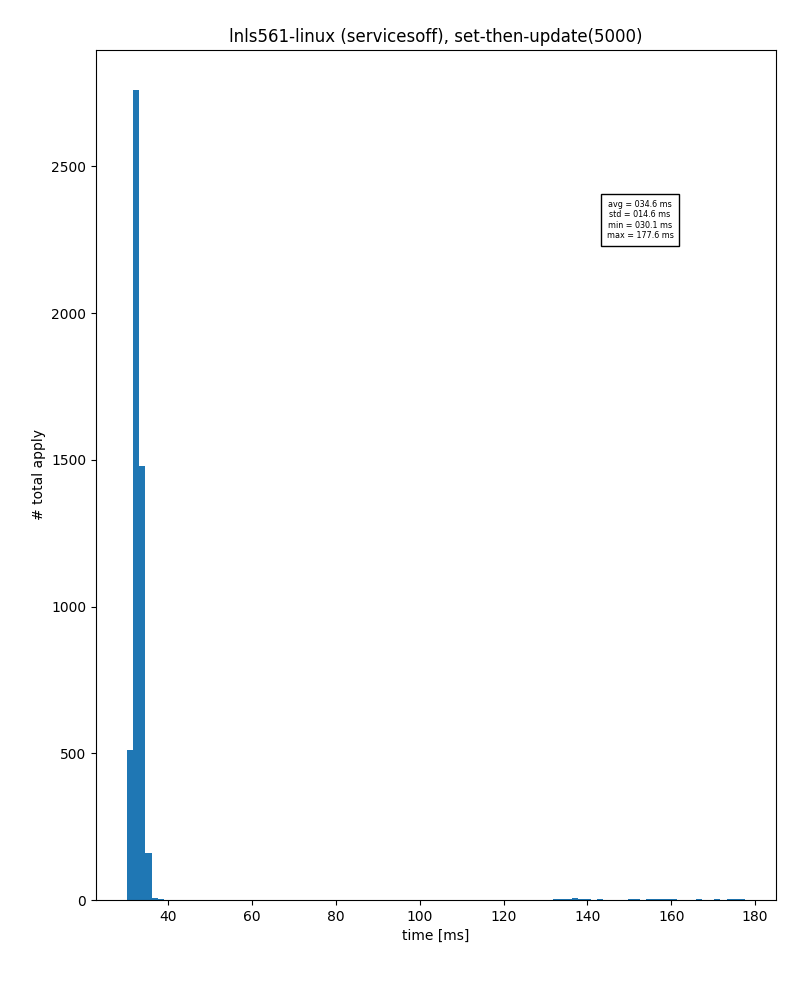 lnls561-linux (servicesoff), set-then-update(5000)
2500
2000
1500
1000
500
0
# total apply
avg = 034.6 ms
std = 014.6 ms
min = 030.1 ms
max = 177.6 ms
40 60 80 100 120 140 160 180
time [ms]